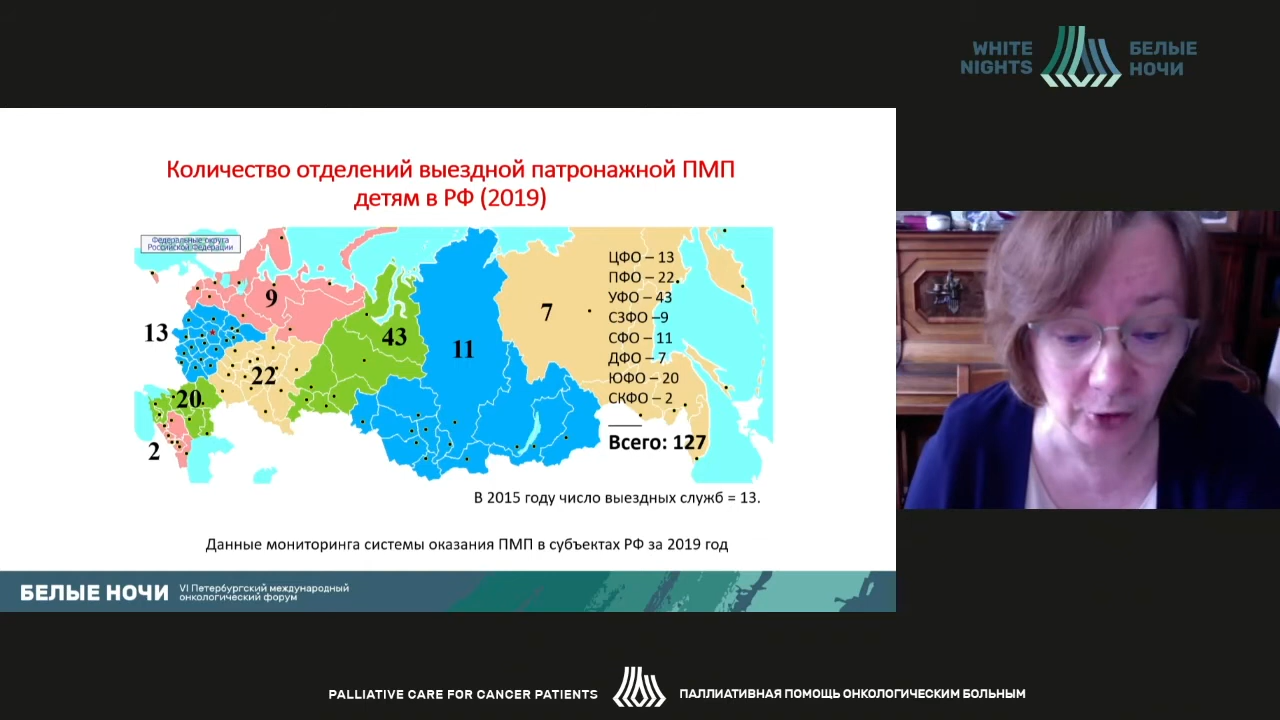 WHITE
NIGHTS
БЕЛЫЕ
НОЧИ
Количество отделений выездной патронажной ПМП
детям в РФ (2019)
Федеральные округа
Российской Федерации
9
13
43
7
11
22
20
2
ЦФО – 13
ПФО – 22
УФО – 43
СЗФО –9
СФО – 11
ДФО – 7
ЮФО – 20
СКФО – 2
Всего: 127
В 2015 году число выездных служб = 13.
Данные мониторинга системы оказания ПМП в субъектах РФ за 2019 год
БЕЛЫЕ НОЧИ
VI Петербургский международный
онкологический форум
PALLIATIVE CARE FOR CANCER PATIENTS
ПАЛЛИАТИВНАЯ ПОМОЩЬ ОНКОЛОГИЧЕСКИМ БОЛЬНЫМ